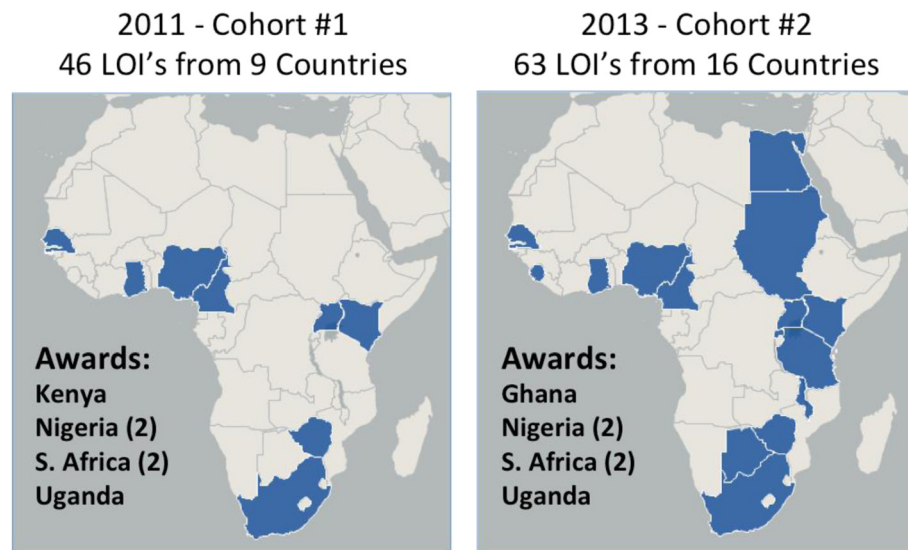 2011 - Cohort #1
46 LOI's from 9 Countries
Awards:
Kenya
Nigeria (2)
S. Africa (2)
Uganda
2013 - Cohort #2
63 LOI's from 16 Countries
Awards:
Ghana
Nigeria (2)
S. Africa (2)
Uganda